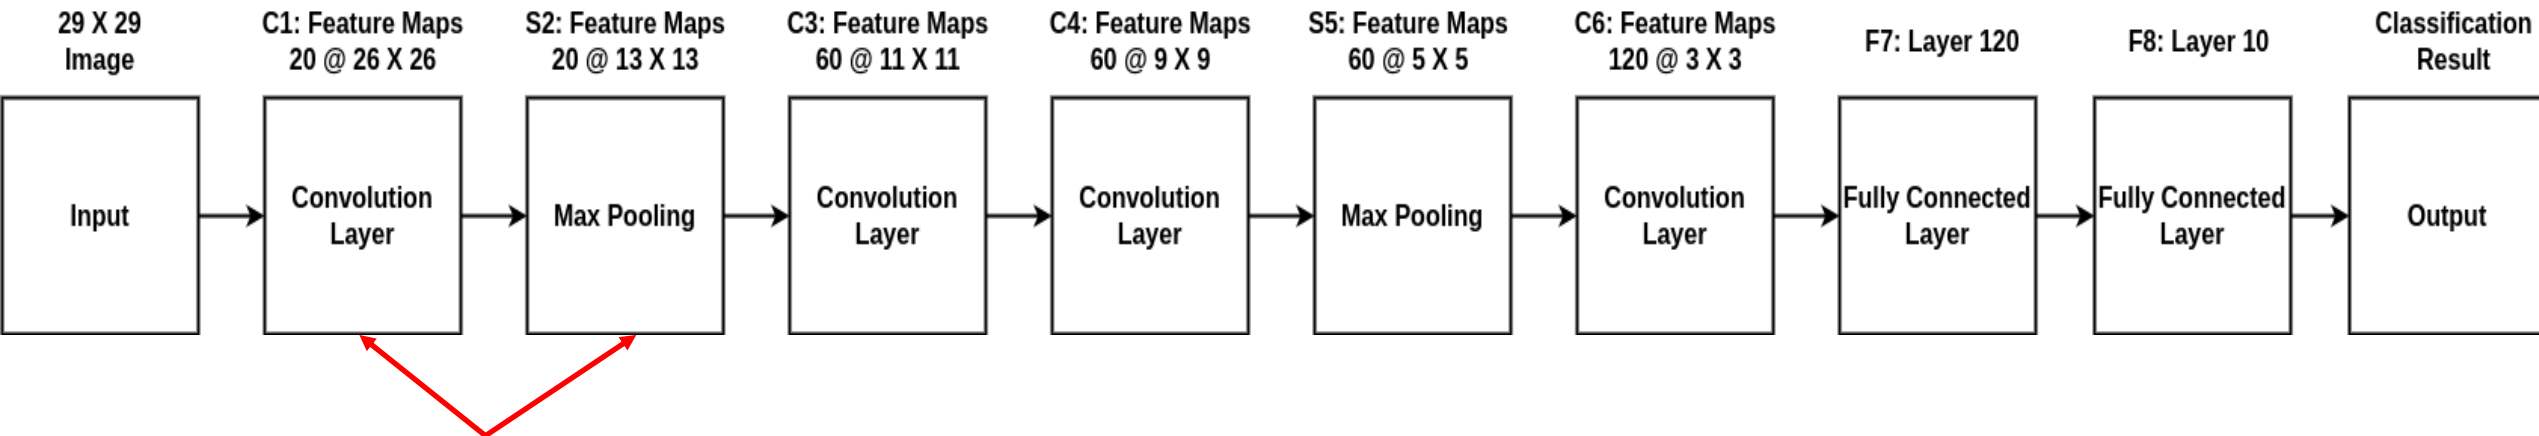 29 X 29
Image
C1: Feature Maps
20 @ 26 X 26
S2: Feature Maps
20 @ 13 X 13
C3: Feature Maps
60 @ 11 X 11
C4: Feature Maps
60 @ 9 X 9
S5: Feature Maps
60 @ 5 X 5
C6: Feature Maps
120 @ 3 X 3
F7: Layer 120
F8: Layer 10
Classification
Result
Input
Convolution
Layer
Max Pooling
Convolution
Layer
Convolution
Layer
Max Pooling
Convolution
Layer
Fully Connected
Layer
Fully Connected
Layer
Output